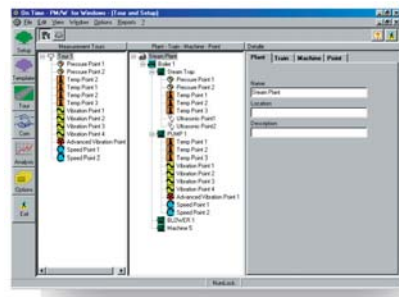 On Time - PM/W for Windows - [Tour and Setup]
File Edit View Window Options Reports ?
Setup
Template
Tour
Com
Analysis
Options
Exit
Measurement Tours
Tour 1
Pressure Point 1
Pressure Point 2
Temp Point 2
Temp Point 1
Temp Point 2
Temp Point 3
Vibration Point 1
Vibration Point 2
Vibration Point 3
Vibration Point 4
Advanced Vibration Point
Speed Point 1
Speed Point 2
Plant - Train - Machine - Point
Steam Plant
Boiler 1
Steam Trap
Pressure Point 1
Pressure Point 2
Temp Point 1
Temp Point 2
Ultrasonic Point1
Ultrasonic Point2
PUMP 1
Temp Point 1
Temp Point 2
Temp Point 3
Vibration Point 1
Vibration Point 2
Vibration Point 3
Vibration Point 4
Advanced Vibration Point 1
Speed Point 1
Speed Point 2
BLOWER 1
Machine 5
Details
Plant Train Machine Point
Name
Steam Plant
Location
Description
NumLock